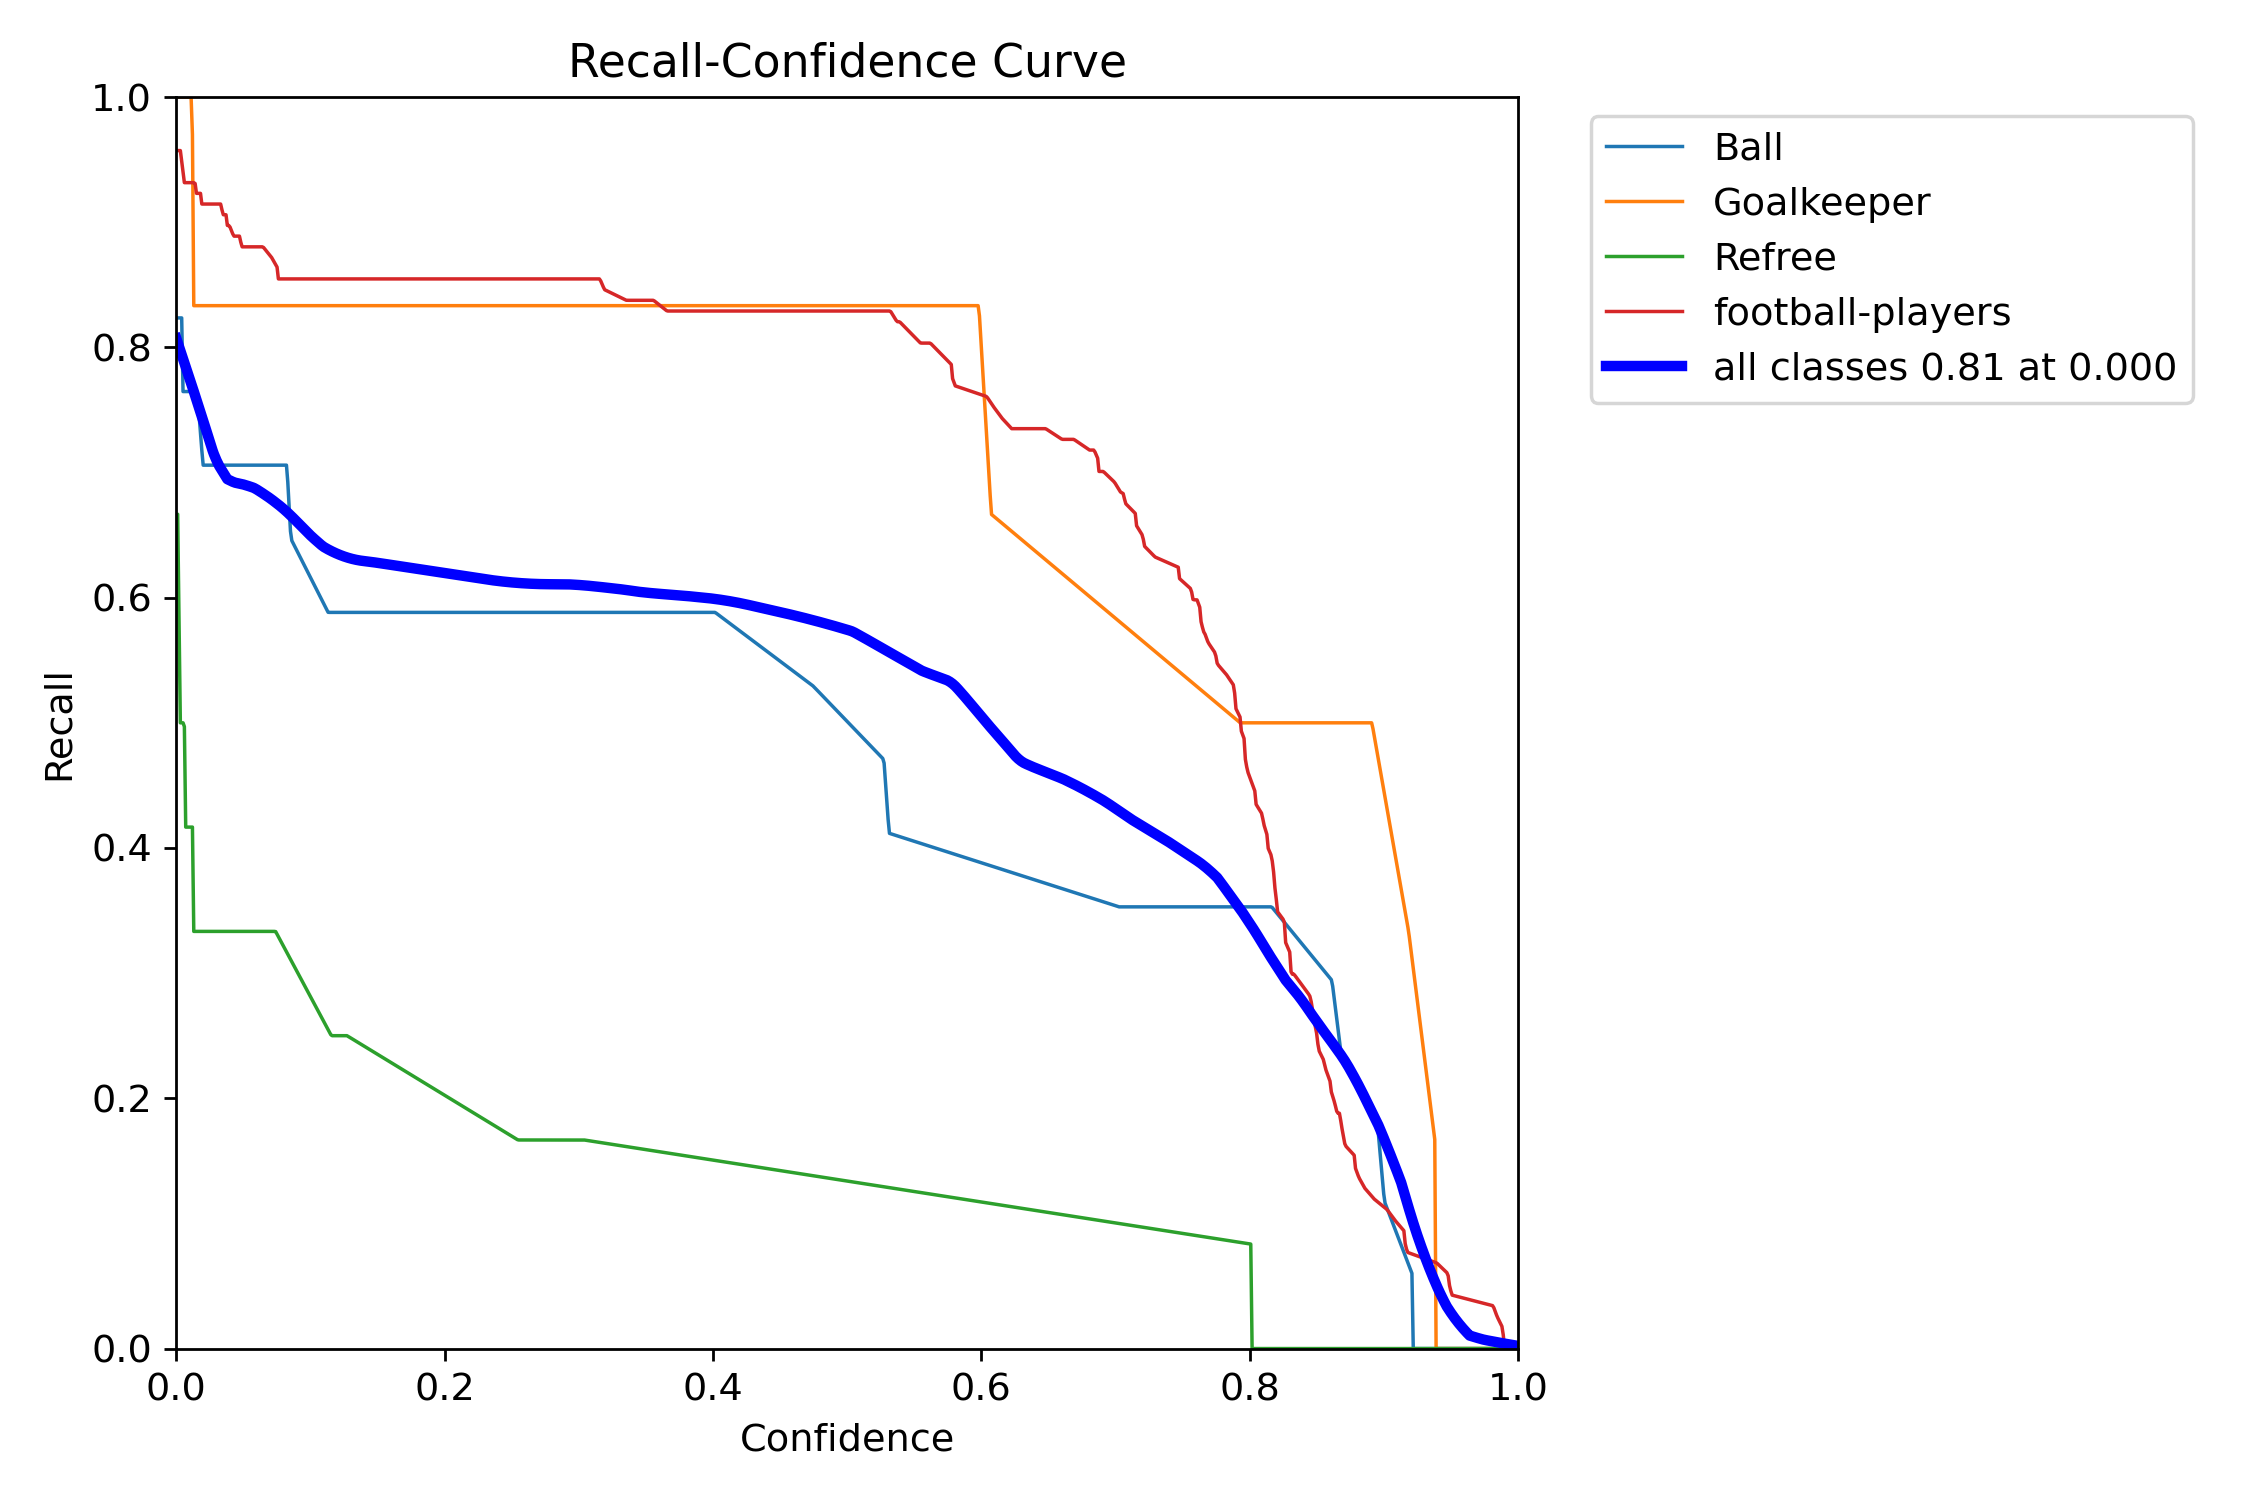 Recall-Confidence Curve
1.0
0.8
0.6
0.4
0.2
0.0
Recall
0.0 0.2 0.4 0.6 0.8 1.0
Confidence
Ball
Goalkeeper
Refree
football-players
all classes 0.81 at 0.000